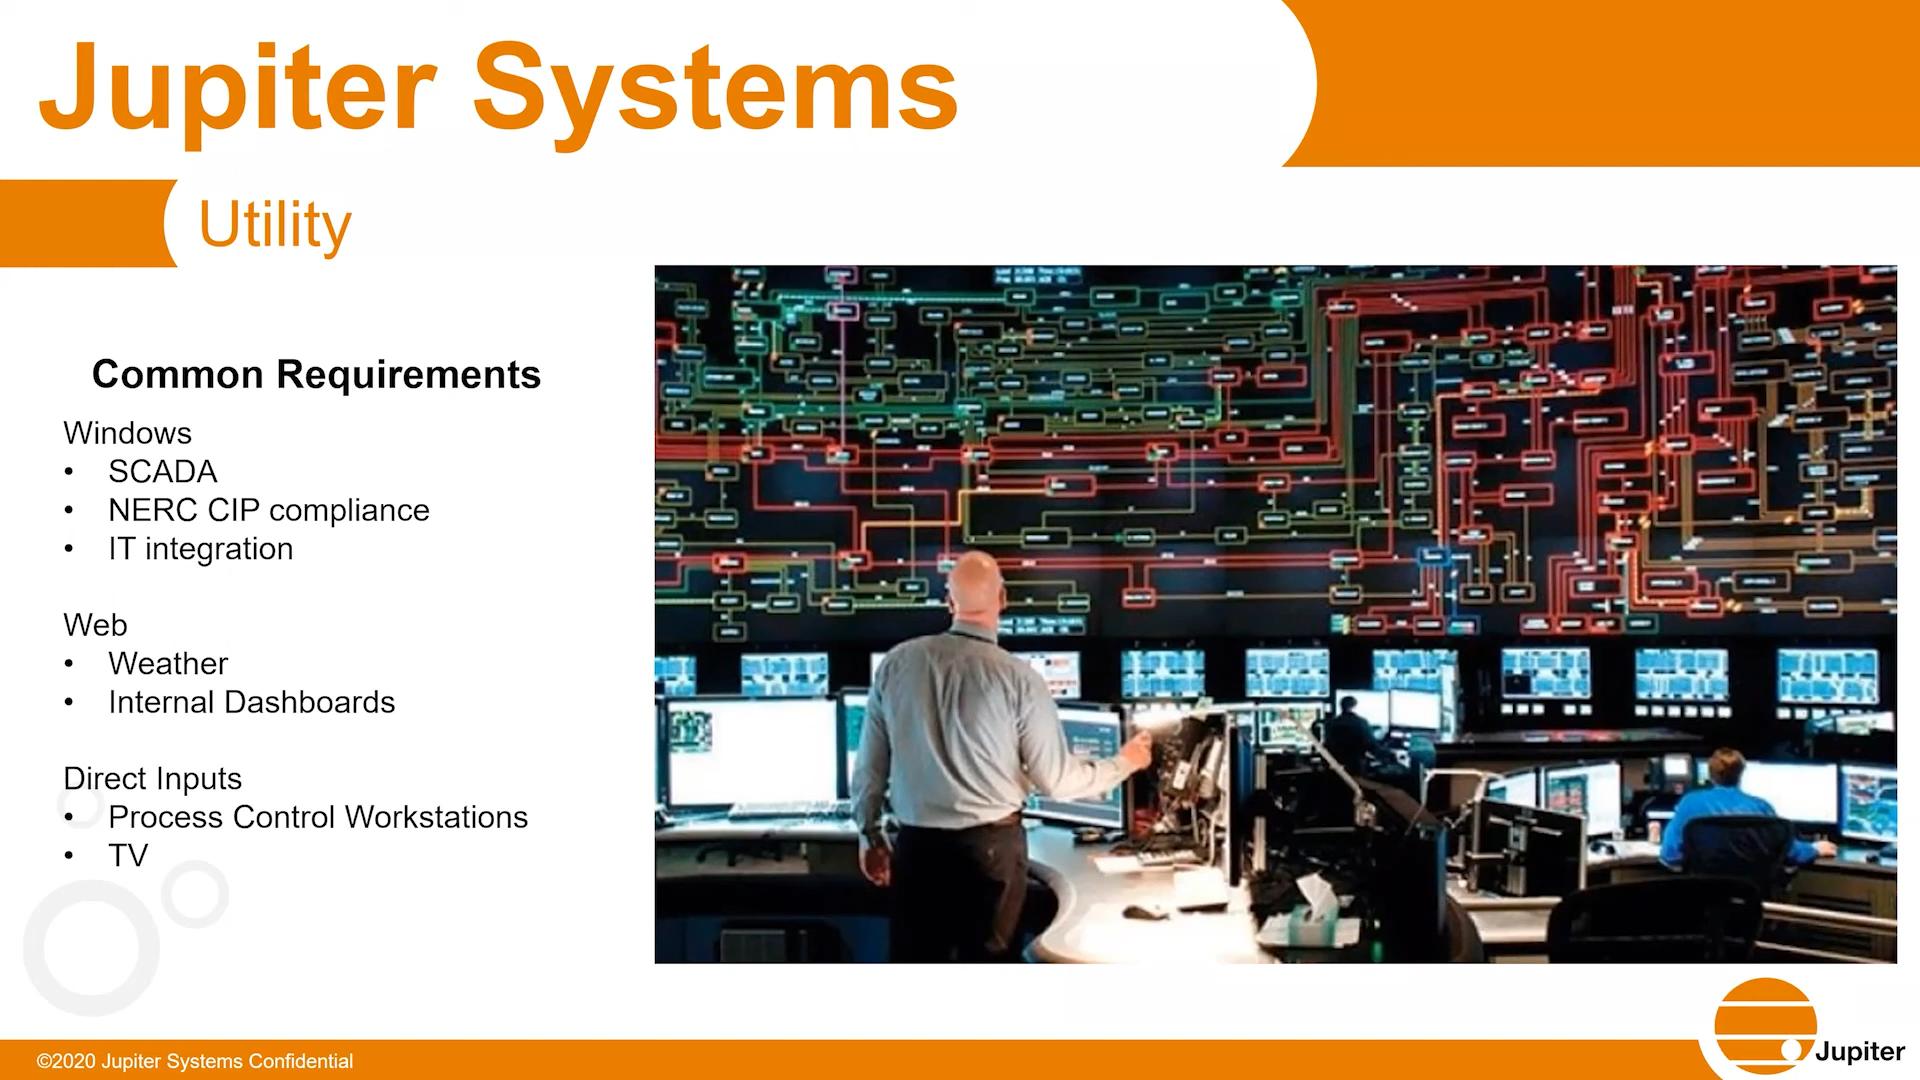 Jupiter Systems
Utility
Common Requirements
Windows
• SCADA
• NERC CIP compliance
• IT integration
Web
• Weather
• Internal Dashboards
Direct Inputs
• Process Control Workstations
• TV
©2020 Jupiter Systems Confidential
Jupiter